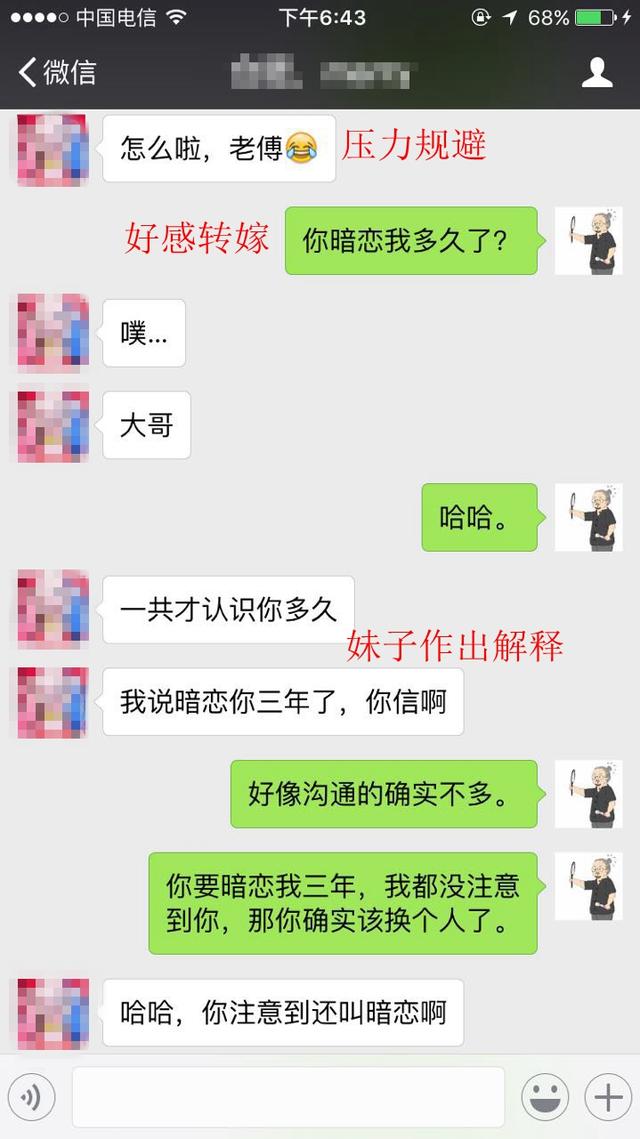 中国电信
下午6:43
68%
微信
怎么啦，老傅😂
压力规避
好感转嫁
你暗恋我多久了？
噗...
大哥
哈哈。
一共才认识你多久
妹子作出解释
我说暗恋你三年了，你信啊
好像沟通的确实不多。
你要暗恋我三年，我都没注意
到你，那你确实该换个人了。
哈哈，你注意到还叫暗恋啊